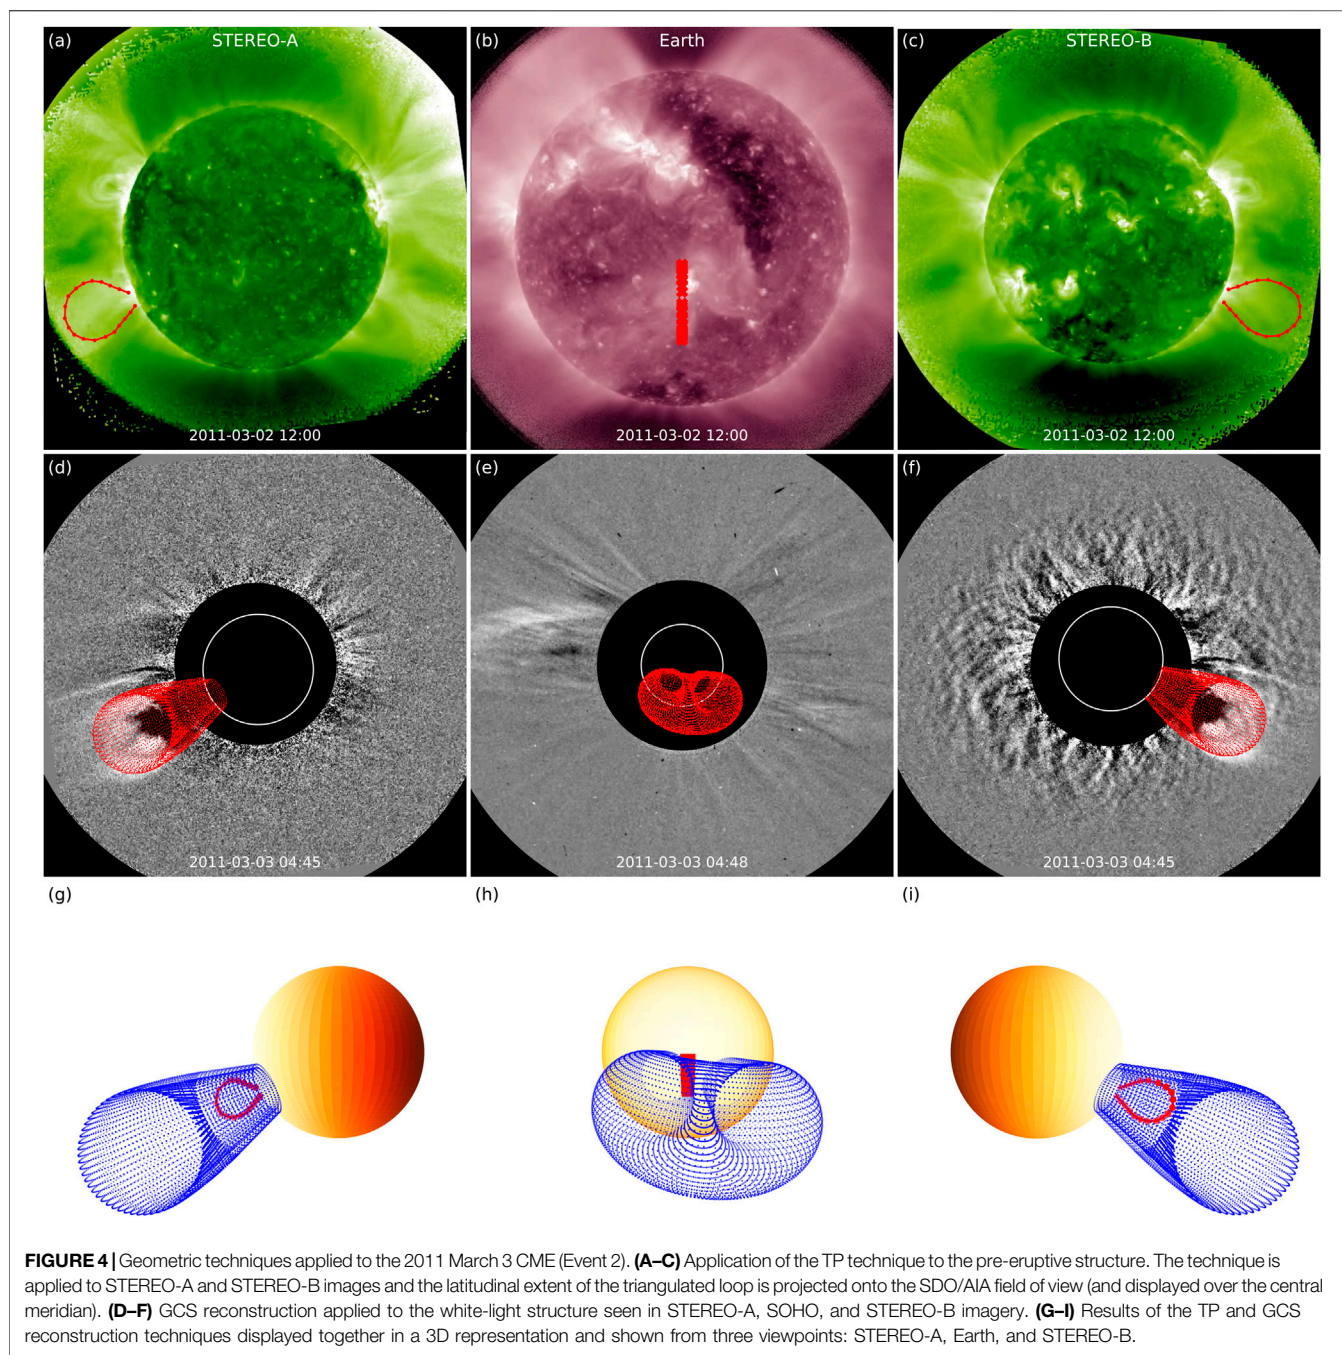 (a) STEREO-A
(b) Earth
(c) STEREO-B
2011-03-02 12:00
2011-03-02 12:00
2011-03-02 12:00
(d)
(e)
(f)
2011-03-03 04:45
2011-03-03 04:48
2011-03-03 04:45
(g)
(h)
(i)
FIGURE 4 | Geometric techniques applied to the 2011 March 3 CME (Event 2). (A–C) Application of the TP technique to the pre-eruptive structure. The technique is
applied to STEREO-A and STEREO-B images and the latitudinal extent of the triangulated loop is projected onto the SDO/AIA field of view (and displayed over the central
meridian). (D–F) GCS reconstruction applied to the white-light structure seen in STEREO-A, SOHO, and STEREO-B imagery. (G–I) Results of the TP and GCS
reconstruction techniques displayed together in a 3D representation and shown from three viewpoints: STEREO-A, Earth, and STEREO-B.